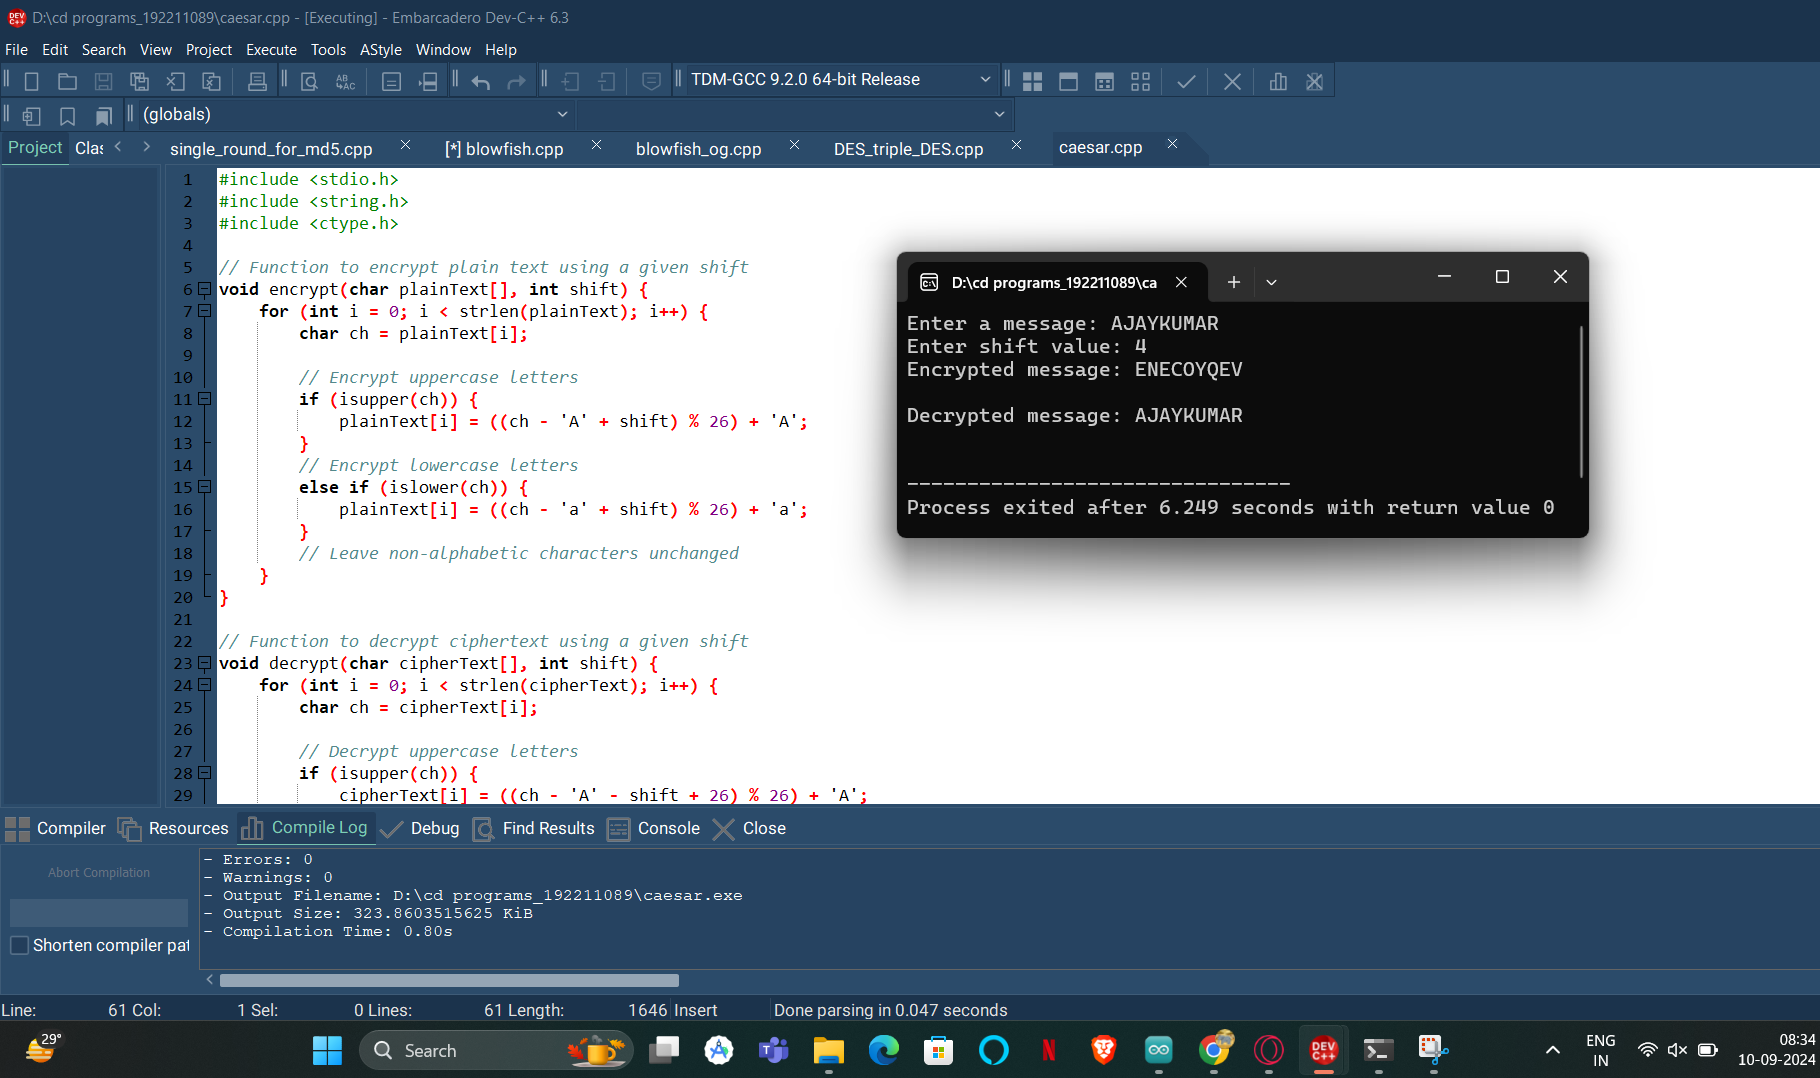 D:\cd programs_192211089\caesar.cpp - [Executing] - Embarcadero Dev-C++ 6.3
File Edit Search View Project Execute Tools AStyle Window Help
TDM-GCC 9.2.0 64-bit Release
(globals)
Project Clas
single_round_for_md5.cpp [*] blowfish.cpp blowfish_og.cpp DES_triple_DES.cpp caesar.cpp
1 #include <stdio.h>
2 #include <string.h>
3 #include <ctype.h>
4
5 // Function to encrypt plain text using a given shift
6 void encrypt(char plainText[], int shift) {
7 for (int i = 0; i < strlen(plainText); i++) {
8 char ch = plainText[i];
9
10 // Encrypt uppercase letters
11 if (isupper(ch)) {
12 plainText[i] = ((ch - 'A' + shift) % 26) + 'A';
13 }
14 // Encrypt lowercase letters
15 else if (islower(ch)) {
16 plainText[i] = ((ch - 'a' + shift) % 26) + 'a';
17 }
18 // Leave non-alphabetic characters unchanged
19 }
20 }
21
22 // Function to decrypt ciphertext using a given shift
23 void decrypt(char cipherText[], int shift) {
24 for (int i = 0; i < strlen(cipherText); i++) {
25 char ch = cipherText[i];
26
27 // Decrypt uppercase letters
28 if (isupper(ch)) {
29 cipherText[i] = ((ch - 'A' - shift + 26) % 26) + 'A';
D:\cd programs_192211089\ca
Enter a message: AJAYKUMAR
Enter shift value: 4
Encrypted message: ENECOYQEV
Decrypted message: AJAYKUMAR
--------------------------------
Process exited after 6.249 seconds with return value 0
Compiler Resources Compile Log Debug Find Results Console Close
Abort Compilation
Shorten compiler pat
- Errors: 0
- Warnings: 0
- Output Filename: D:\cd programs_192211089\caesar.exe
- Output Size: 323.8603515625 KiB
- Compilation Time: 0.80s
Line: 61 Col: 1 Sel: 0 Lines: 61 Length: 1646 Insert Done parsing in 0.047 seconds
29°
Search
DEV C++
ENG
IN
08:34
10-09-2024